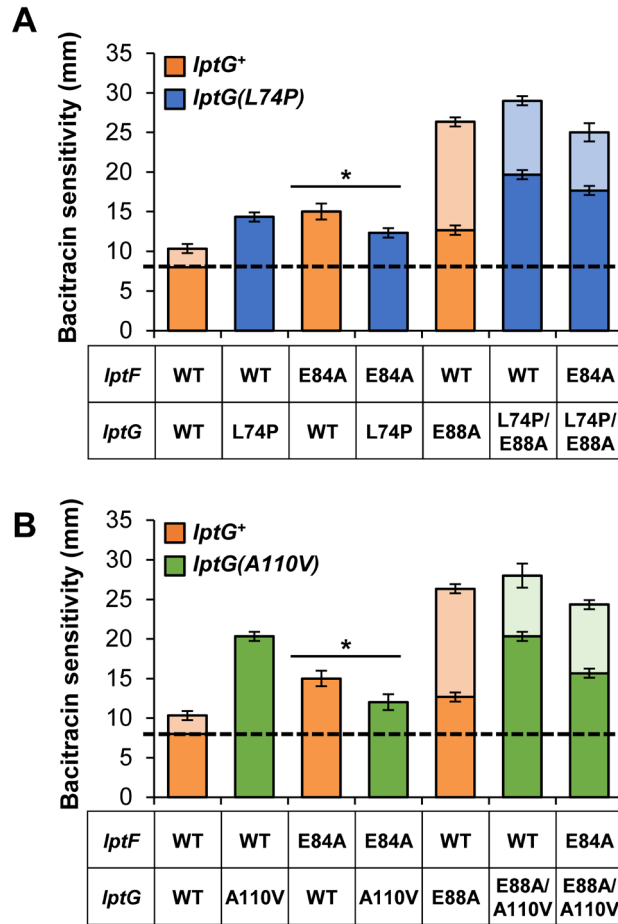 A
Bacitracin sensitivity (mm)
35
30
25
20
15
10
5
0
lptG+
lptG(L74P)
*
lptF WT WT E84A E84A WT WT E84A
lptG WT L74P WT L74P E88A L74P/ L74P/
E88A E88A
B
Bacitracin sensitivity (mm)
35
30
25
20
15
10
5
0
lptG+
lptG(A110V)
*
lptF WT WT E84A E84A WT WT E84A
lptG WT A110V WT A110V E88A E88A/ E88A/
A110V A110V